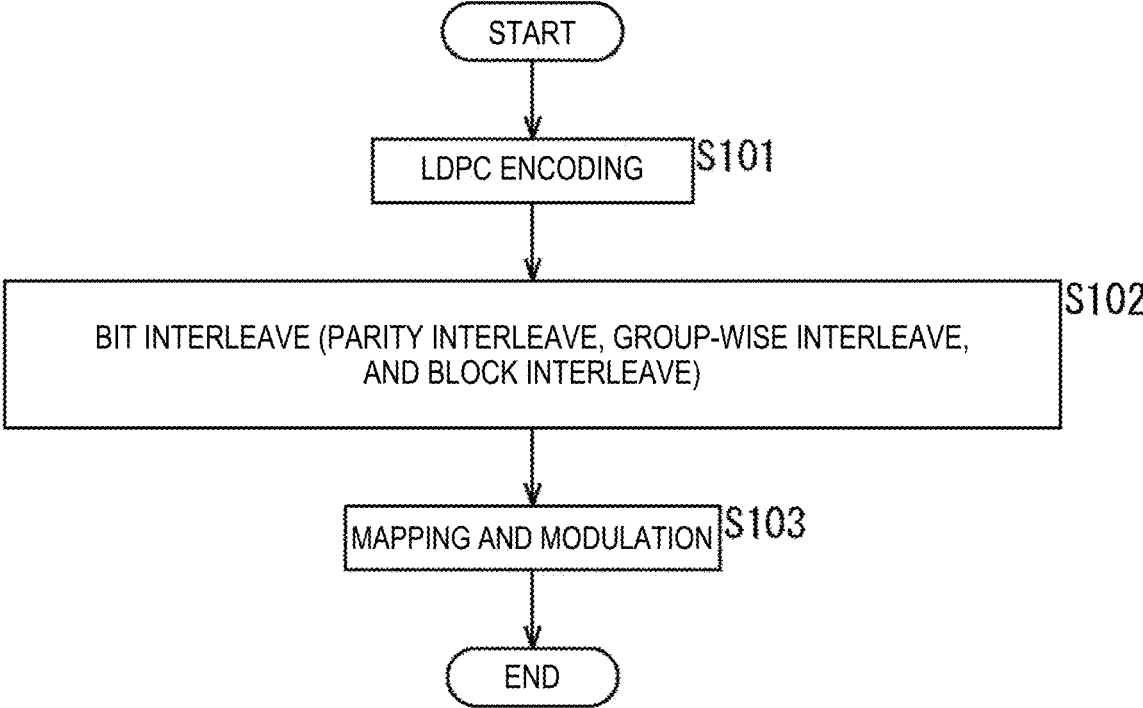 START
LDPC ENCODING
S101
S102
BIT INTERLEAVE (PARITY INTERLEAVE, GROUP-WISE INTERLEAVE,
AND BLOCK INTERLEAVE)
MAPPING AND MODULATION
S103
END